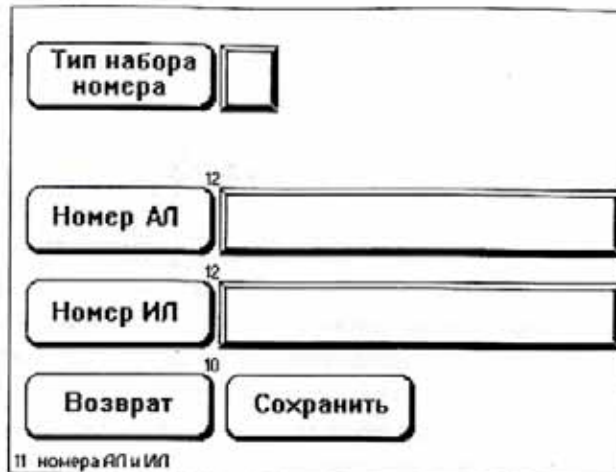 Тип набора
номера
12
Номер АЛ
12
Номер ИЛ
10
Возврат
Сохранить
11 номера АЛ и ИЛ